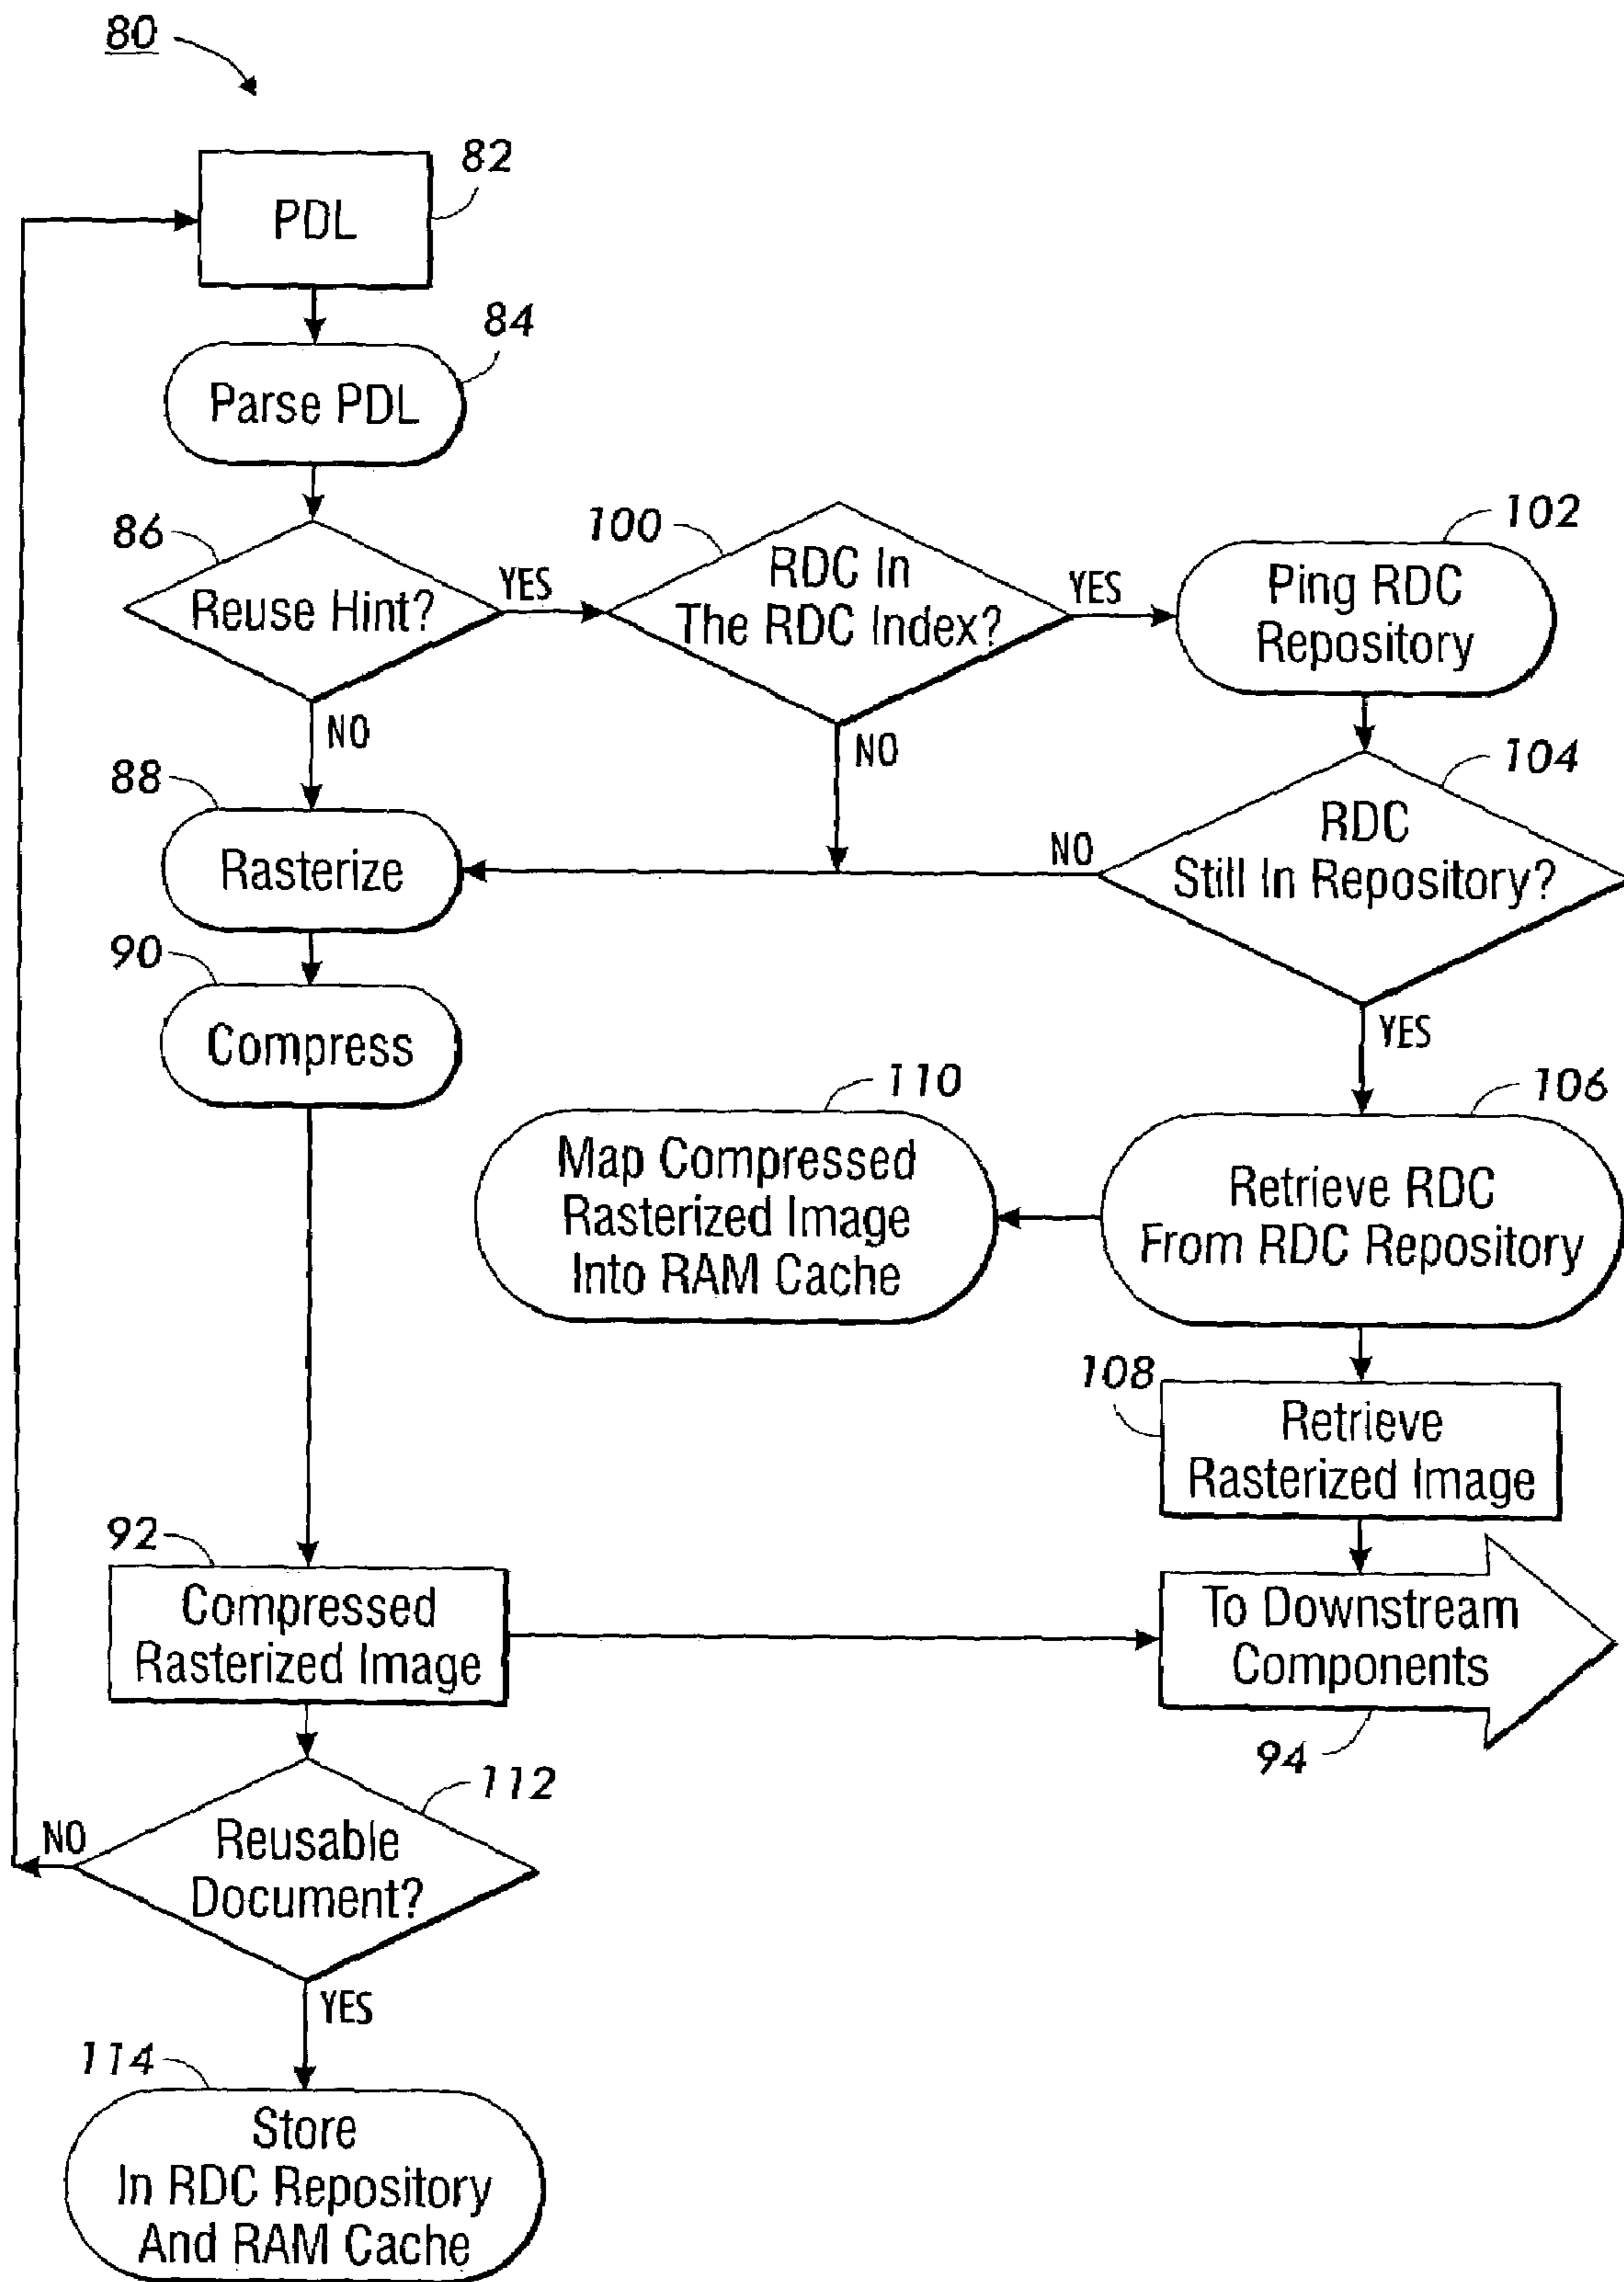 80
82
PDL
84
Parse PDL
86
Reuse Hint?
YES
NO
100
RDC In
The RDC Index?
YES
NO
102
Ping RDC
Repository
104
RDC
Still In Repository?
NO
YES
88
Rasterize
90
Compress
110
Map Compressed
Rasterized Image
Into RAM Cache
106
Retrieve RDC
From RDC Repository
108
Retrieve
Rasterized Image
92
Compressed
Rasterized Image
To Downstream
Components
94
112
Reusable
Document?
NO
YES
114
Store
In RDC Repository
And RAM Cache